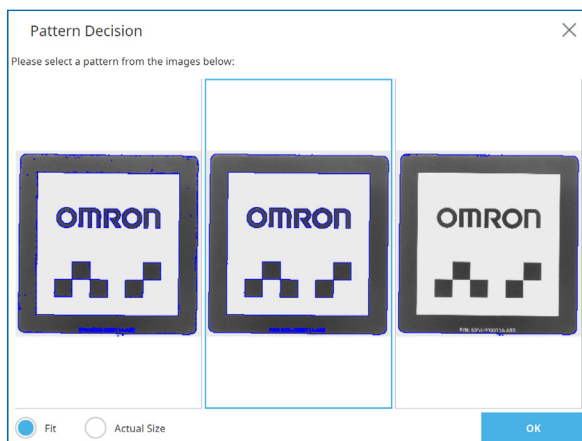 Pattern Decision
Please select a pattern from the images below:
OMRON
OMRON
OMRON
Fit
Actual Size
OK